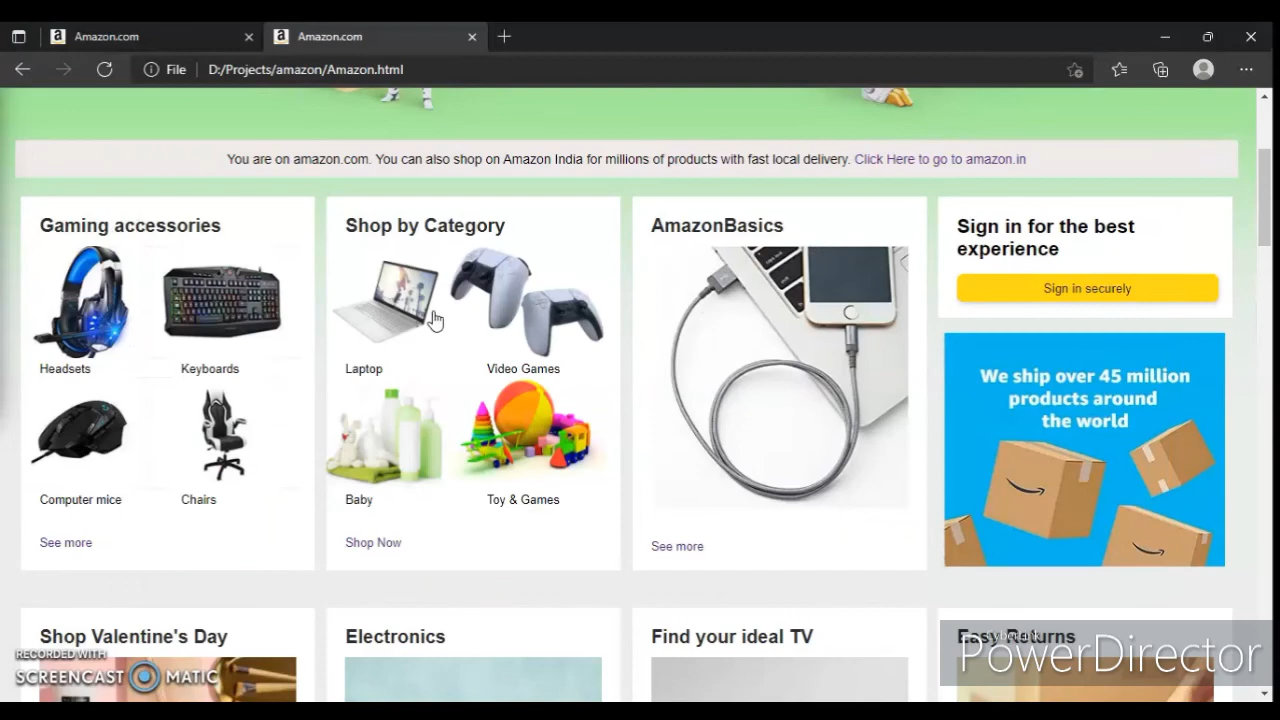 Amazon.com
Amazon.com
File D:/Projects/amazon/Amazon.html
You are on amazon.com. You can also shop on Amazon India for millions of products with fast local delivery. Click Here to go to amazon.in
Gaming accessories
Headsets
Keyboards
Computer mice
Chairs
See more
Shop by Category
Laptop
Video Games
Baby
Toy & Games
Shop Now
AmazonBasics
See more
Sign in for the best
experience
Sign in securely
We ship over 45 million
products around
the world
Shop Valentine's Day
Electronics
Find your ideal TV
Easy Returns
RECORDED WITH
SCREENCAST MATIC
PowerDirector